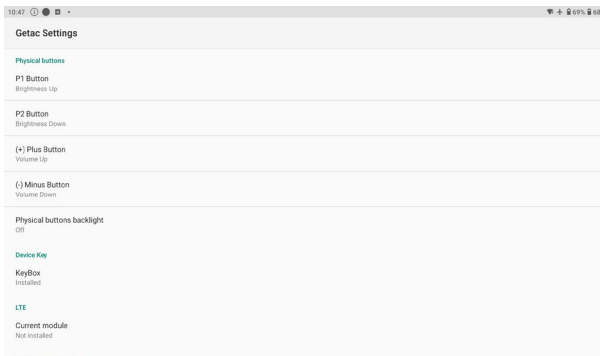 10:47
69% 68
Getac Settings
Physical buttons
P1 Button
Brightness Up
P2 Button
Brightness Down
(+) Plus Button
Volume Up
(-) Minus Button
Volume Down
Physical buttons backlight
Off
Device Key
KeyBox
Installed
LTE
Current module
Not installed